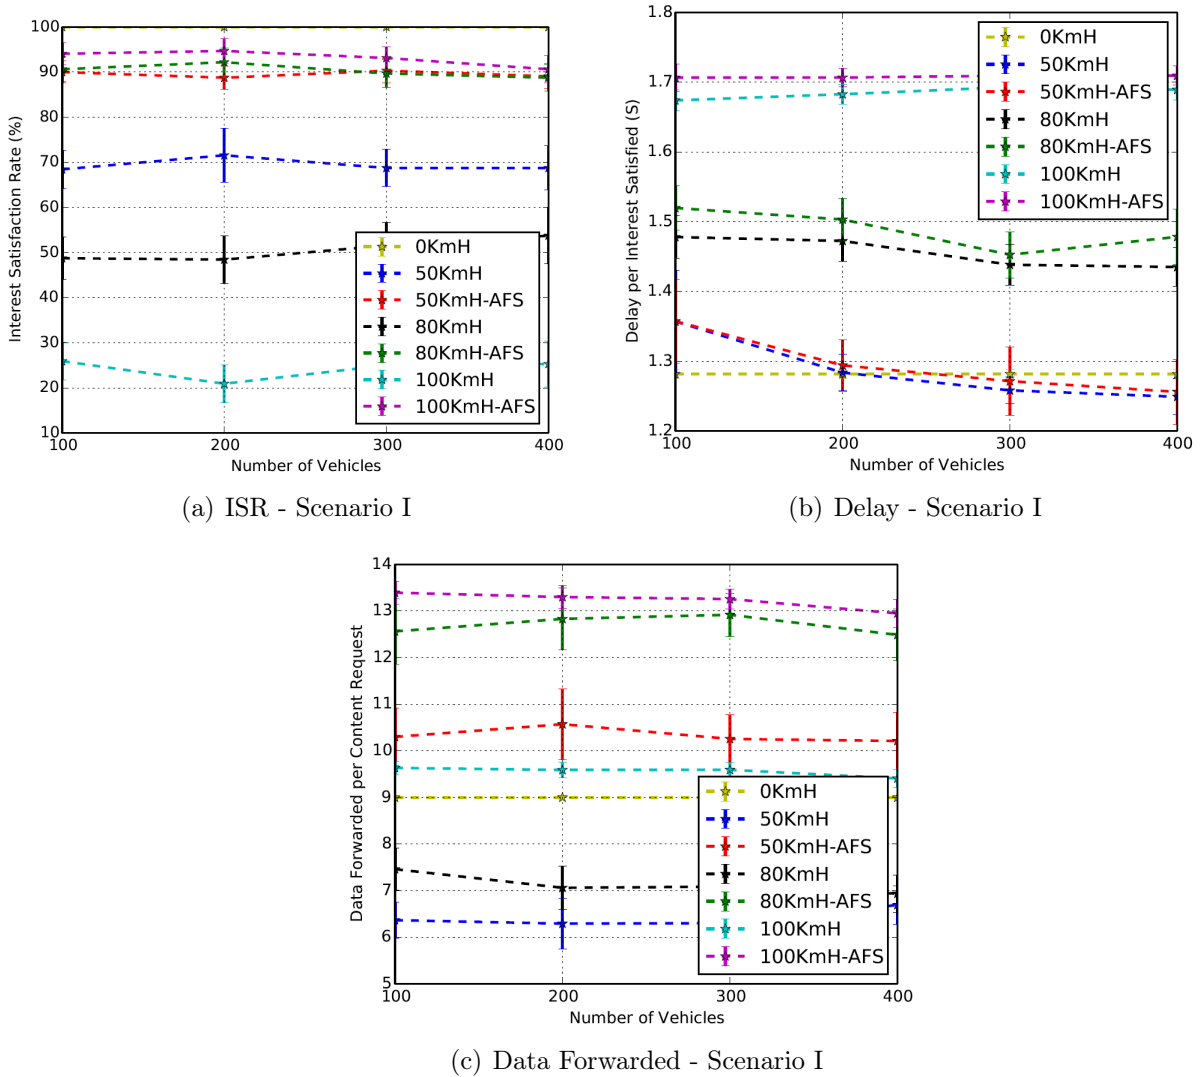 Interest Satisfaction Rate (%)
100
90
80
70
60
50
40
30
20
10
0KmH
50KmH
50KmH-AFS
80KmH
80KmH-AFS
100KmH
100KmH-AFS
100 200 300 400
Number of Vehicles
(a) ISR - Scenario I
Delay per Interest Satisfied (S)
1.8
1.7
1.6
1.5
1.4
1.3
1.2
0KmH
50KmH
50KmH-AFS
80KmH
80KmH-AFS
100KmH
100KmH-AFS
100 200 300 400
Number of Vehicles
(b) Delay - Scenario I
Data Forwarded per Content Request
14
13
12
11
10
9
8
7
6
5
0KmH
50KmH
50KmH-AFS
80KmH
80KmH-AFS
100KmH
100KmH-AFS
100 200 300 400
Number of Vehicles
(c) Data Forwarded - Scenario I